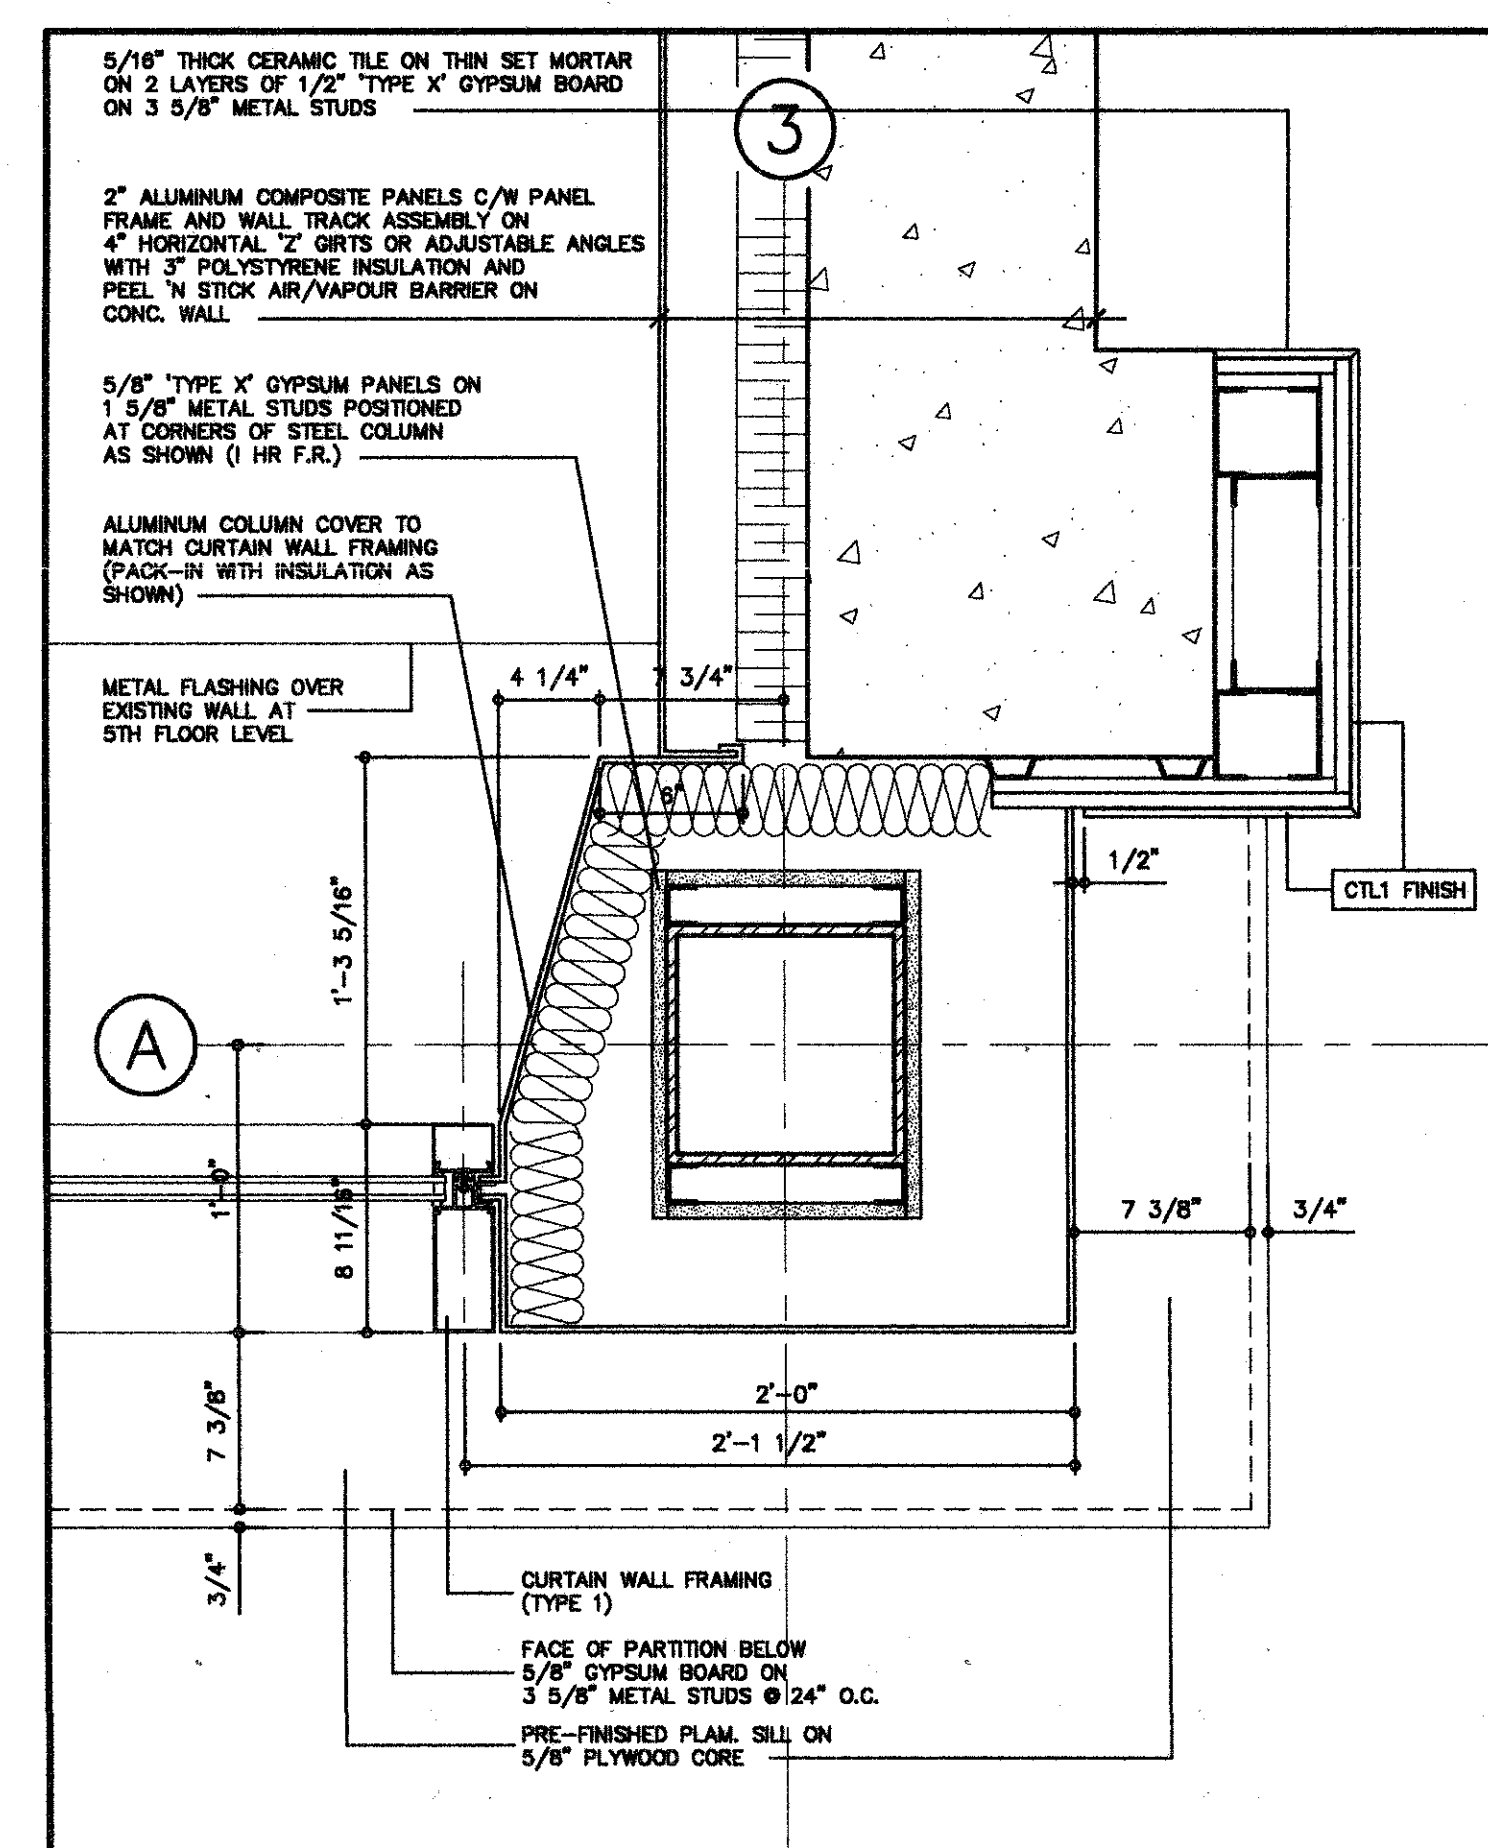 5/16" THICK CERAMIC TILE ON THIN SET MORTAR
ON 2 LAYERS OF 1/2" 'TYPE X' GYPSUM BOARD
ON 3 5/8" METAL STUDS
3
2" ALUMINUM COMPOSITE PANELS C/W PANEL
FRAME AND WALL TRACK ASSEMBLY ON
4" HORIZONTAL 'Z' GIRTS OR ADJUSTABLE ANGLES
WITH 3" POLYSTYRENE INSULATION AND
PEEL 'N STICK AIR/VAPOUR BARRIER ON
CONC. WALL
5/8" 'TYPE X' GYPSUM PANELS ON
1 5/8" METAL STUDS POSITIONED
AT CORNERS OF STEEL COLUMN
AS SHOWN (1 HR F.R.)
ALUMINUM COLUMN COVER TO
MATCH CURTAIN WALL FRAMING
(PACK-IN WITH INSULATION AS
SHOWN)
METAL FLASHING OVER
EXISTING WALL AT
5TH FLOOR LEVEL
4 1/4"
7 3/4"
6"
1/2"
CTL1 FINISH
1'-3 5/16"
A
1'-0"
8 11/16"
7 3/8"
3/4"
7 3/8"
3/4"
2'-0"
2'-1 1/2"
CURTAIN WALL FRAMING
(TYPE 1)
FACE OF PARTITION BELOW
5/8" GYPSUM BOARD ON
3 5/8" METAL STUDS @ 24" O.C.
PRE-FINISHED PLAM. SILL ON
5/8" PLYWOOD CORE